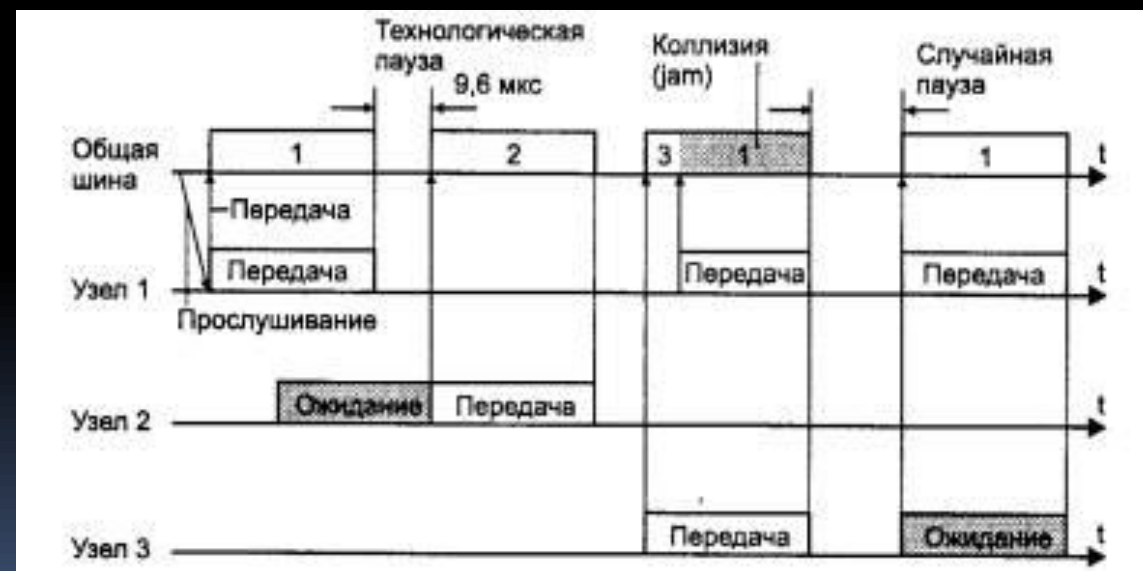 Технологическая
пауза
9,6 мкс
Коллизия
(jam)
Случайная
пауза
Общая
шина
1
2
3
1
1
t
Передача
Передача
Передача
Передача
Узел 1
t
Прослушивание
Ожидание
Передача
Узел 2
t
Передача
Ожидание
Узел 3
t